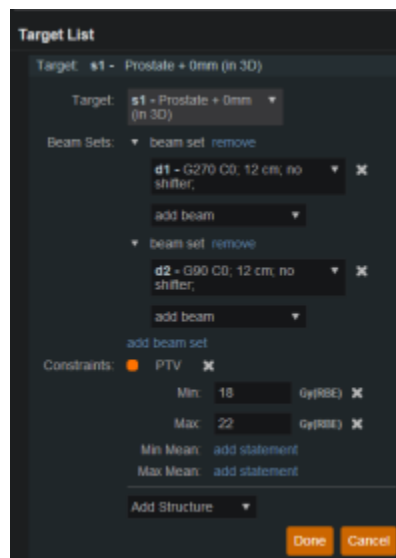 Target List
Target: s1 - Prostate + 0mm (in 3D)
Target: s1 - Prostate + 0mm
(in 3D)
Beam Sets: beam set remove
d1 - G270 C0; 12 cm; no
shifter;
add beam
beam set remove
d2 - G90 C0; 12 cm; no
shifter;
add beam
add beam set
Constraints: PTV
Min: 18 Gy(RBE)
Max: 22 Gy(RBE)
Min Mean: add statement
Max Mean: add statement
Add Structure
Done Cancel